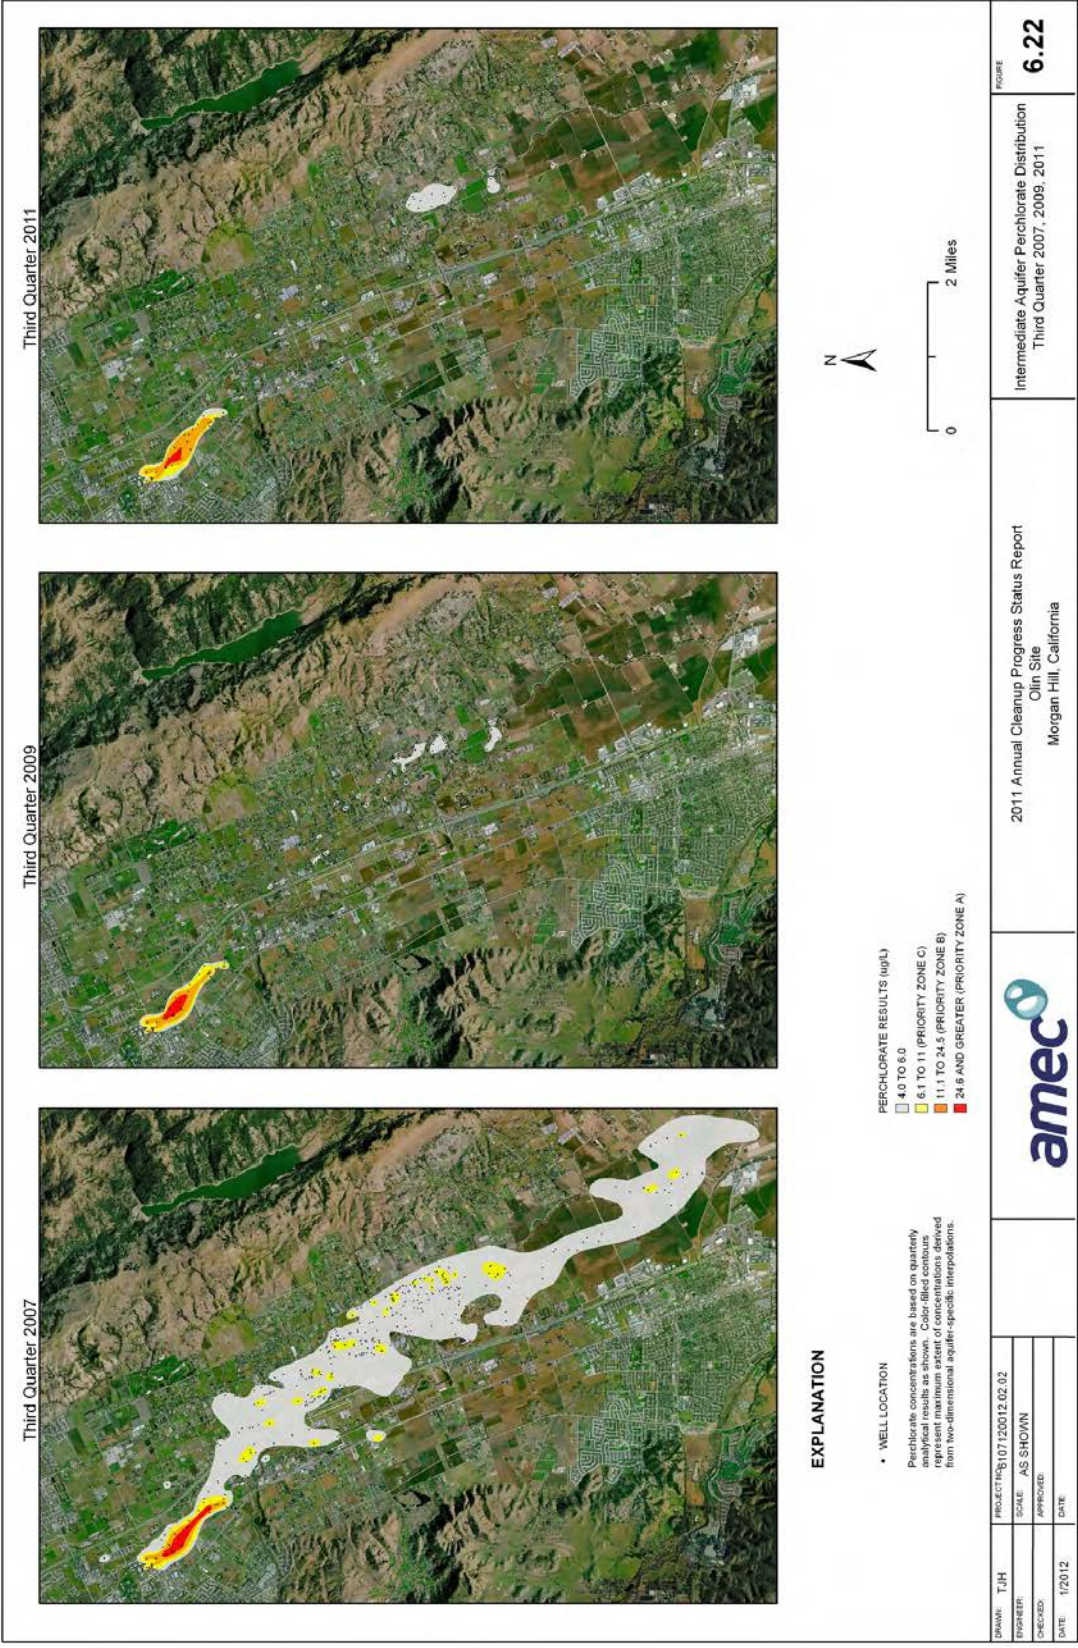 Third Quarter 2007
Third Quarter 2009
Third Quarter 2011
EXPLANATION
• WELL LOCATION
Perchlorate concentrations are based on quarterly
analytical results as shown. Color-filled contours
represent maximum extent of concentrations derived
from two-dimensional aquifer-specific interpolations.
PERCHLORATE RESULTS (ug/L)
4.0 TO 6.0
6.1 TO 11 (PRIORITY ZONE C)
11.1 TO 24.5 (PRIORITY ZONE B)
24.6 AND GREATER (PRIORITY ZONE A)
N
0 2 Miles
DRAWN: TJH
PROJECT NO. 6107120012.02.02
ENGINEER:
SCALE: AS SHOWN
CHECKED:
APPROVED:
DATE: 1/2012
DATE:
amec
2011 Annual Cleanup Progress Status Report
Olin Site
Morgan Hill, California
Intermediate Aquifer Perchlorate Distribution
Third Quarter 2007, 2009, 2011
FIGURE
6.22